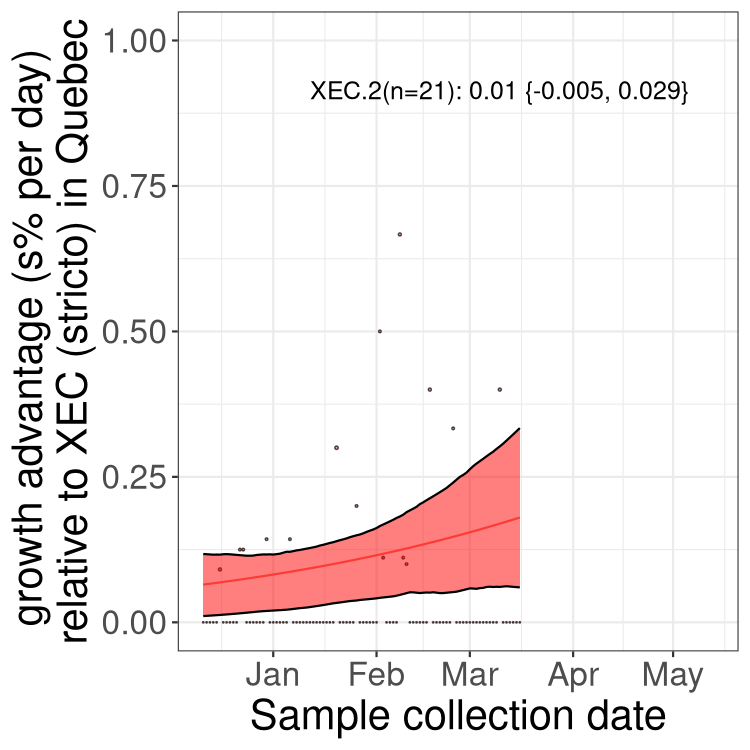 growth advantage (s% per day)
relative to XEC (stricto) in Quebec
1.00
0.75
0.50
0.25
0.00
XEC.2(n=21): 0.01 {-0.005, 0.029}
Jan Feb Mar Apr May
Sample collection date